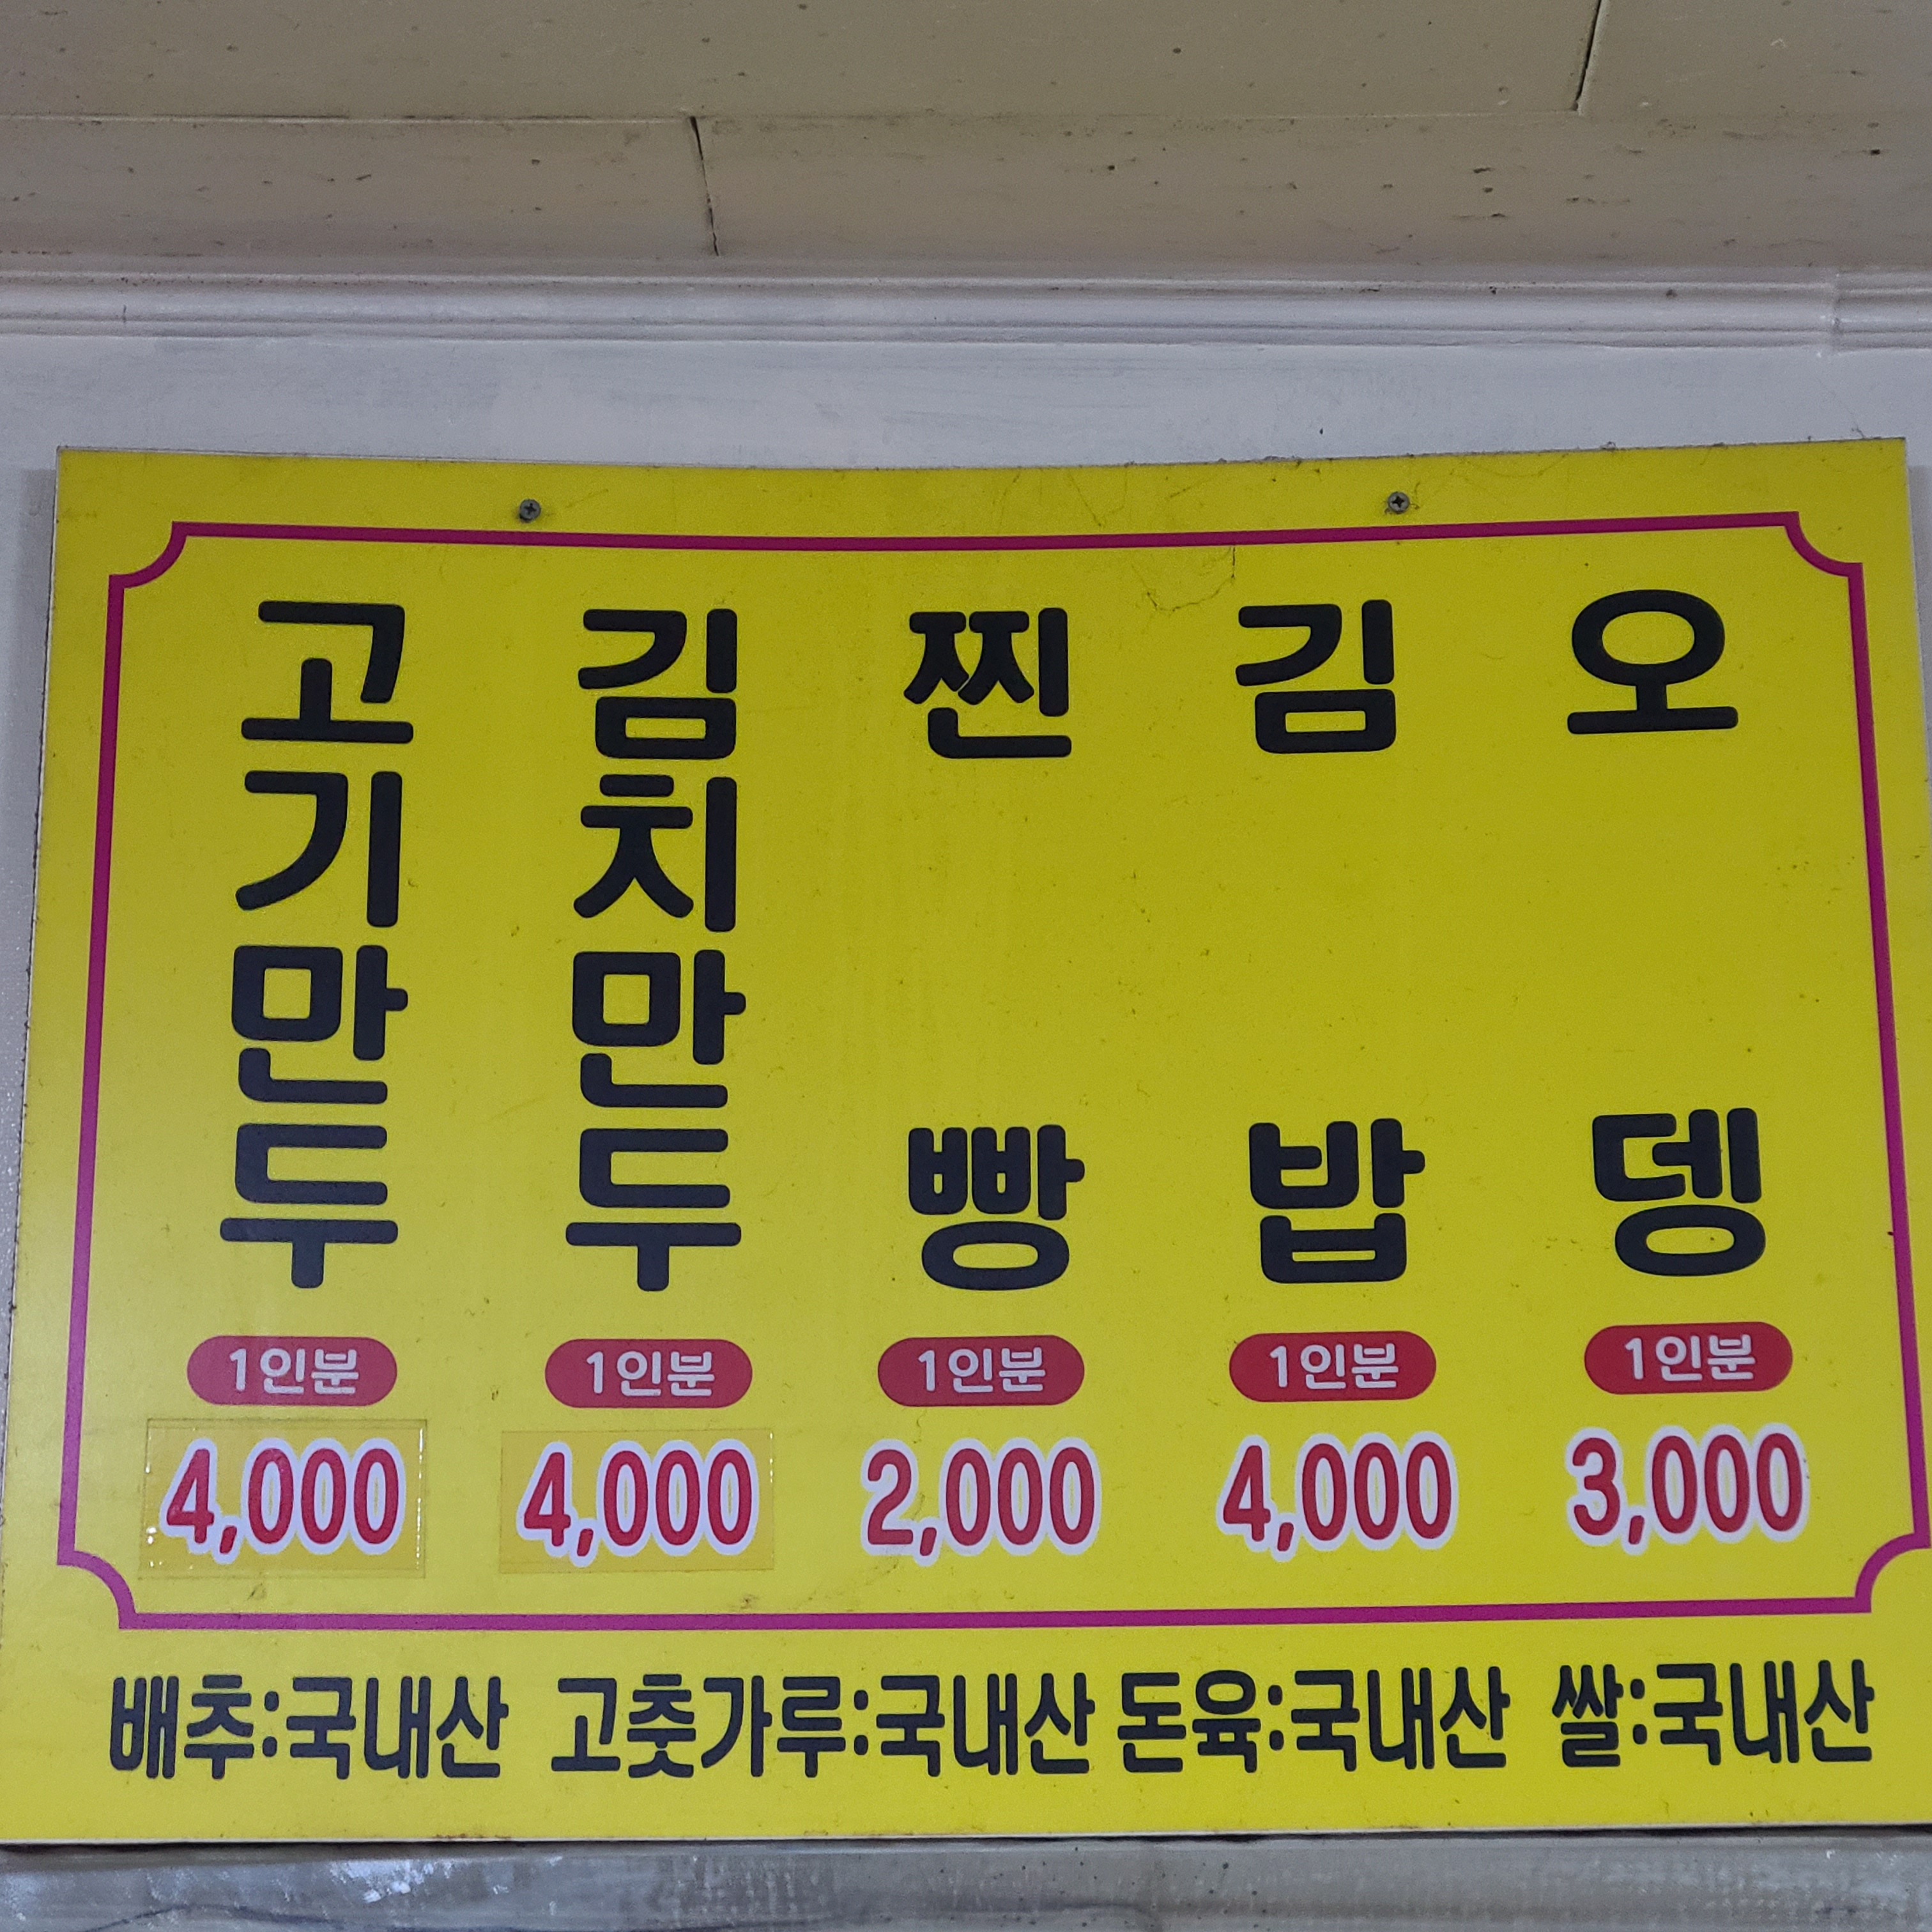 고기만두
1인분
4,000
김치만두
1인분
4,000
찐빵
1인분
2,000
김밥
1인분
4,000
오뎅
1인분
3,000
배추:국내산 고춧가루:국내산 돈육:국내산 쌀:국내산